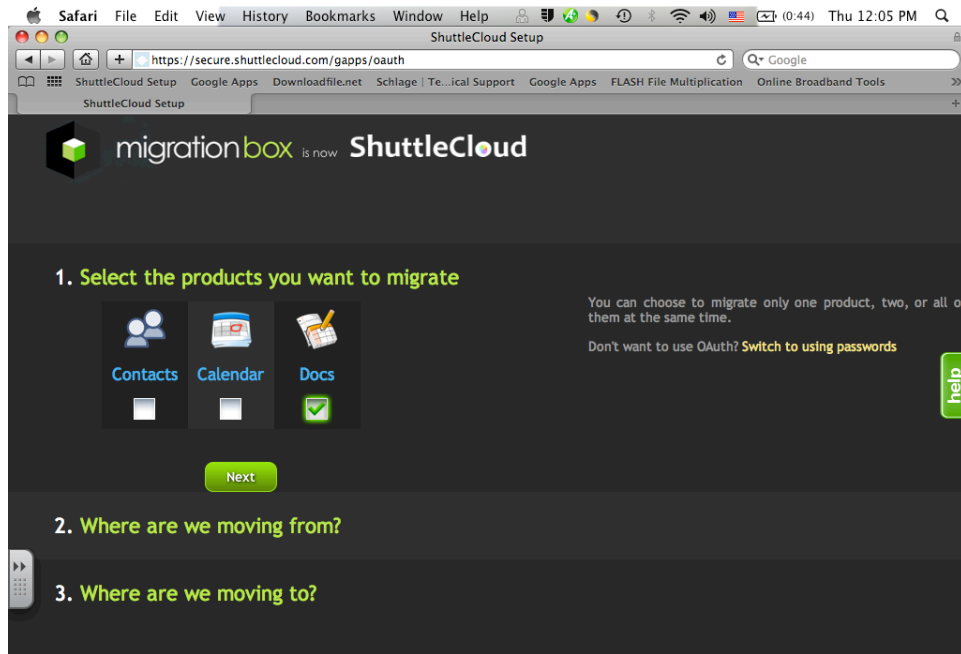 Safari File Edit View History Bookmarks Window Help (0:44) Thu 12:05 PM
ShuttleCloud Setup
https://secure.shuttlecloud.com/gapps/oauth Google
ShuttleCloud Setup Google Apps Downloadfile.net Schlage | Te...ical Support Google Apps FLASH File Multiplication Online Broadband Tools
ShuttleCloud Setup
migrationbox is now ShuttleCloud
1. Select the products you want to migrate
You can choose to migrate only one product, two, or all o
them at the same time.
Don't want to use OAuth? Switch to using passwords
Contacts Calendar Docs
help
Next
2. Where are we moving from?
3. Where are we moving to?